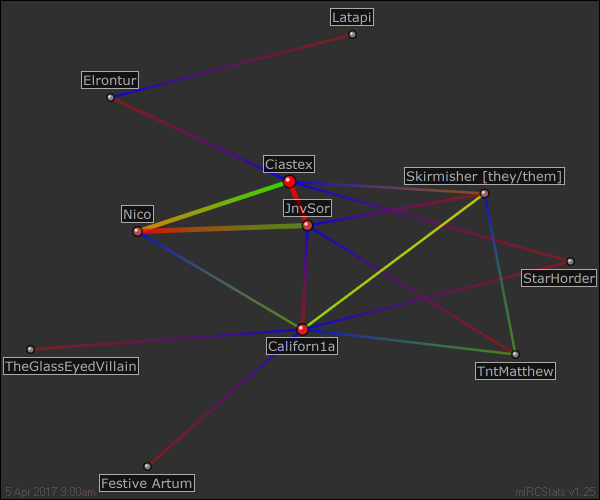 Latapi
Elrontur
Ciastex
Skirmisher [they/them]
JnvSor
Nico
StarHorder
Californ1a
TheGlassEyedVillain
TntMatthew
Festive Artum
5 Apr 2017 9:00am
mIRCStats v1.25